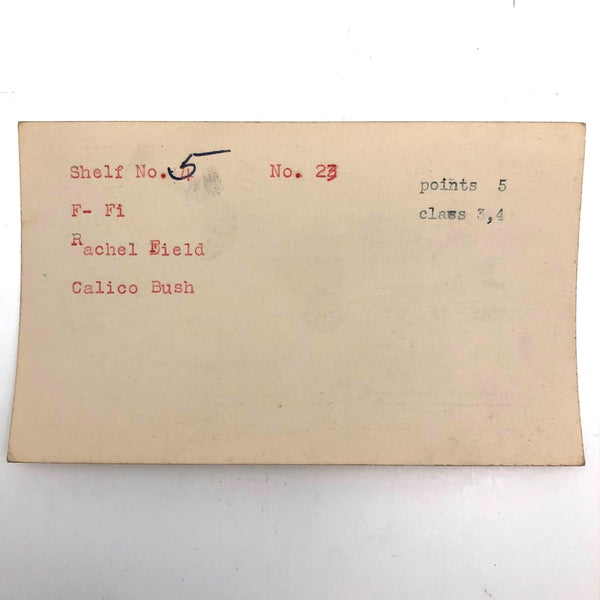 Shelf No. 5 No. 23
points 5
F- Fi
class 3,4
Rachel Field
Calico Bush